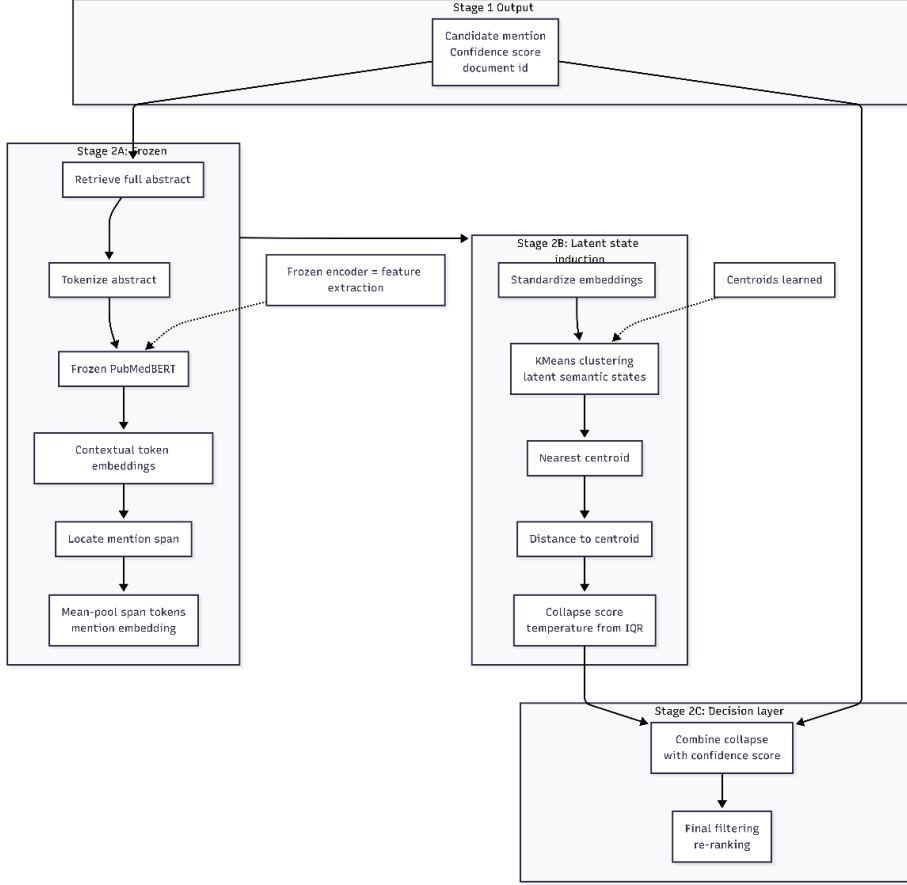 Stage 1 Output
Candidate mention
Confidence score
document id
Stage 2A: Frozen
Retrieve full abstract
Tokenize abstract
Frozen encoder = feature
extraction
Frozen PubMedBERT
Contextual token
embeddings
Locate mention span
Mean-pool span tokens
mention embedding
Stage 2B: Latent state
induction
Standardize embeddings
Centroids learned
KMeans clustering
latent semantic states
Nearest centroid
Distance to centroid
Collapse score
temperature from IQR
Stage 2C: Decision layer
Combine collapse
with confidence score
Final filtering
re-ranking